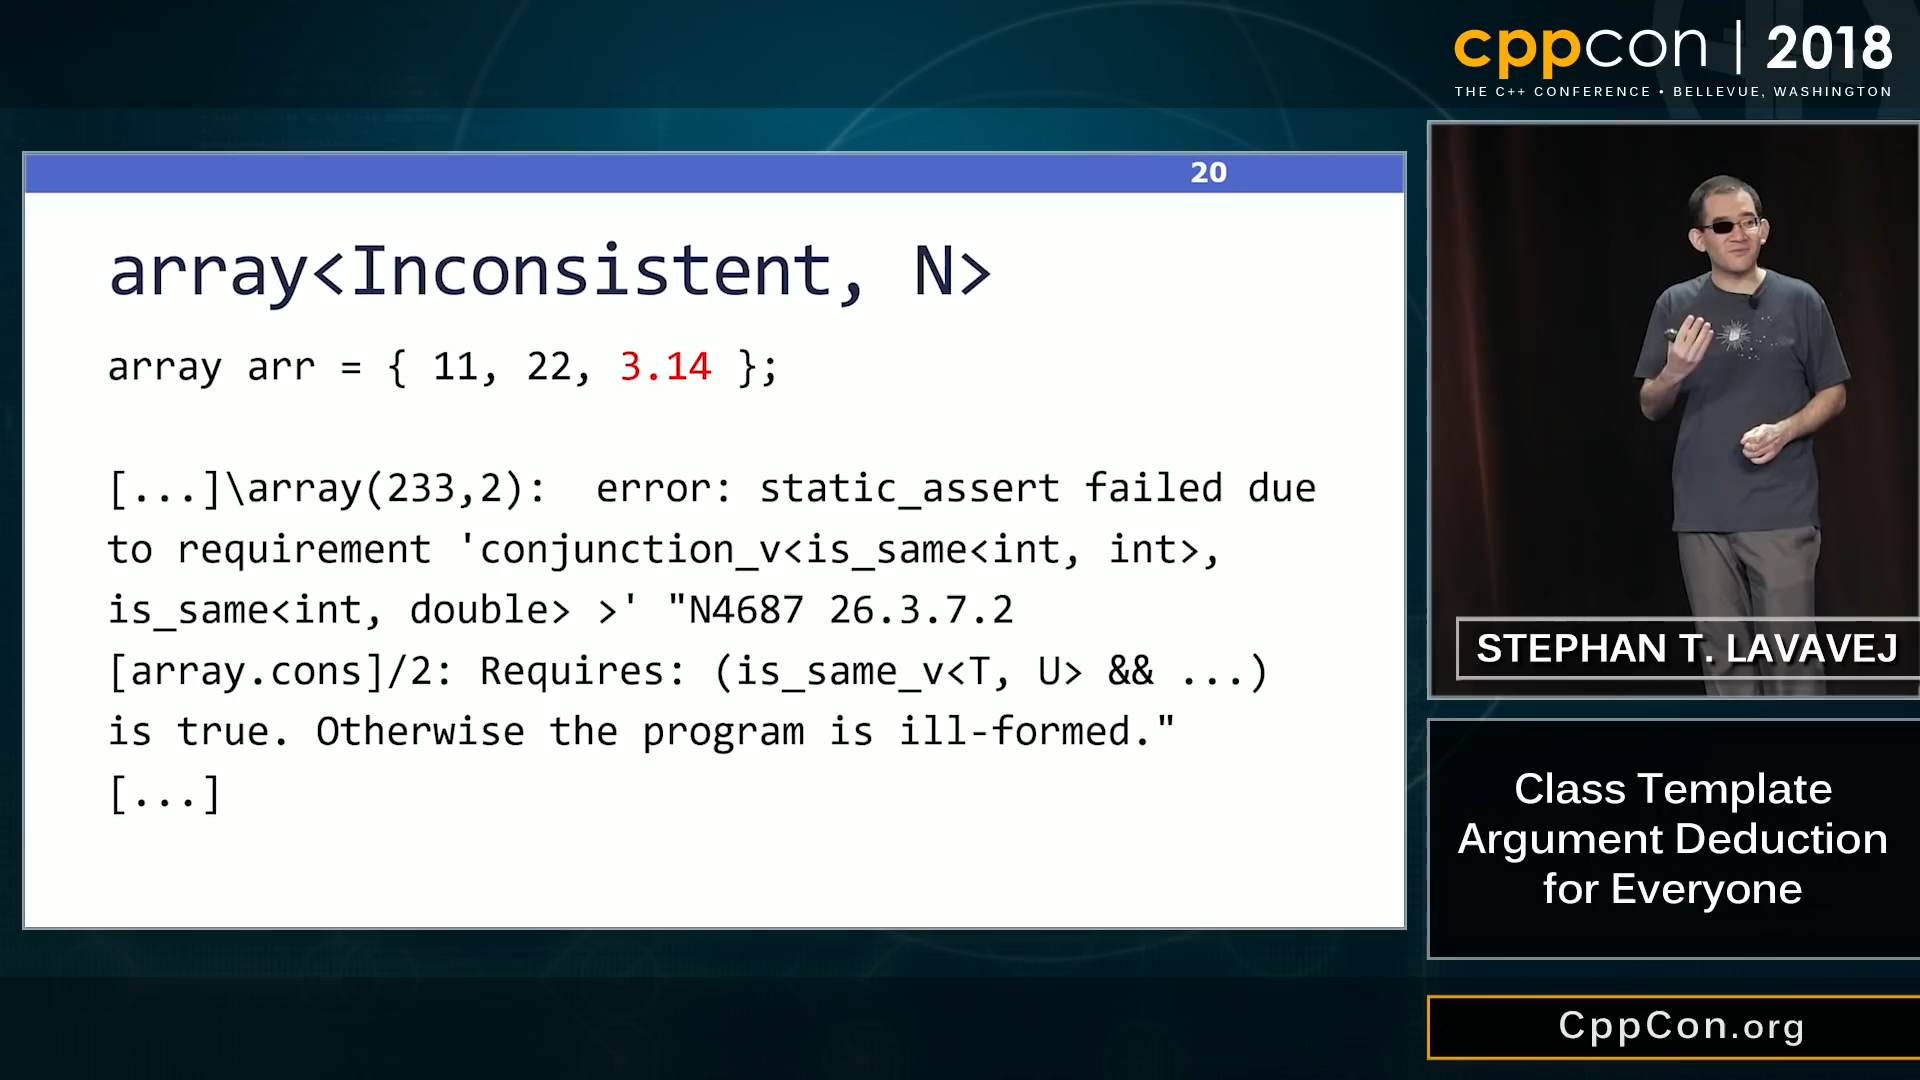 cppcon | 2018
THE C++ CONFERENCE • BELLEVUE, WASHINGTON
20
array<Inconsistent, N>
array arr = { 11, 22, 3.14 };
[...]\array(233,2):  error: static_assert failed due
to requirement 'conjunction_v<is_same<int, int>,
is_same<int, double> >' "N4687 26.3.7.2
[array.cons]/2: Requires: (is_same_v<T, U> && ...)
is true. Otherwise the program is ill-formed."
[...]
STEPHAN T. LAVAVEJ
Class Template
Argument Deduction
for Everyone
CppCon.org